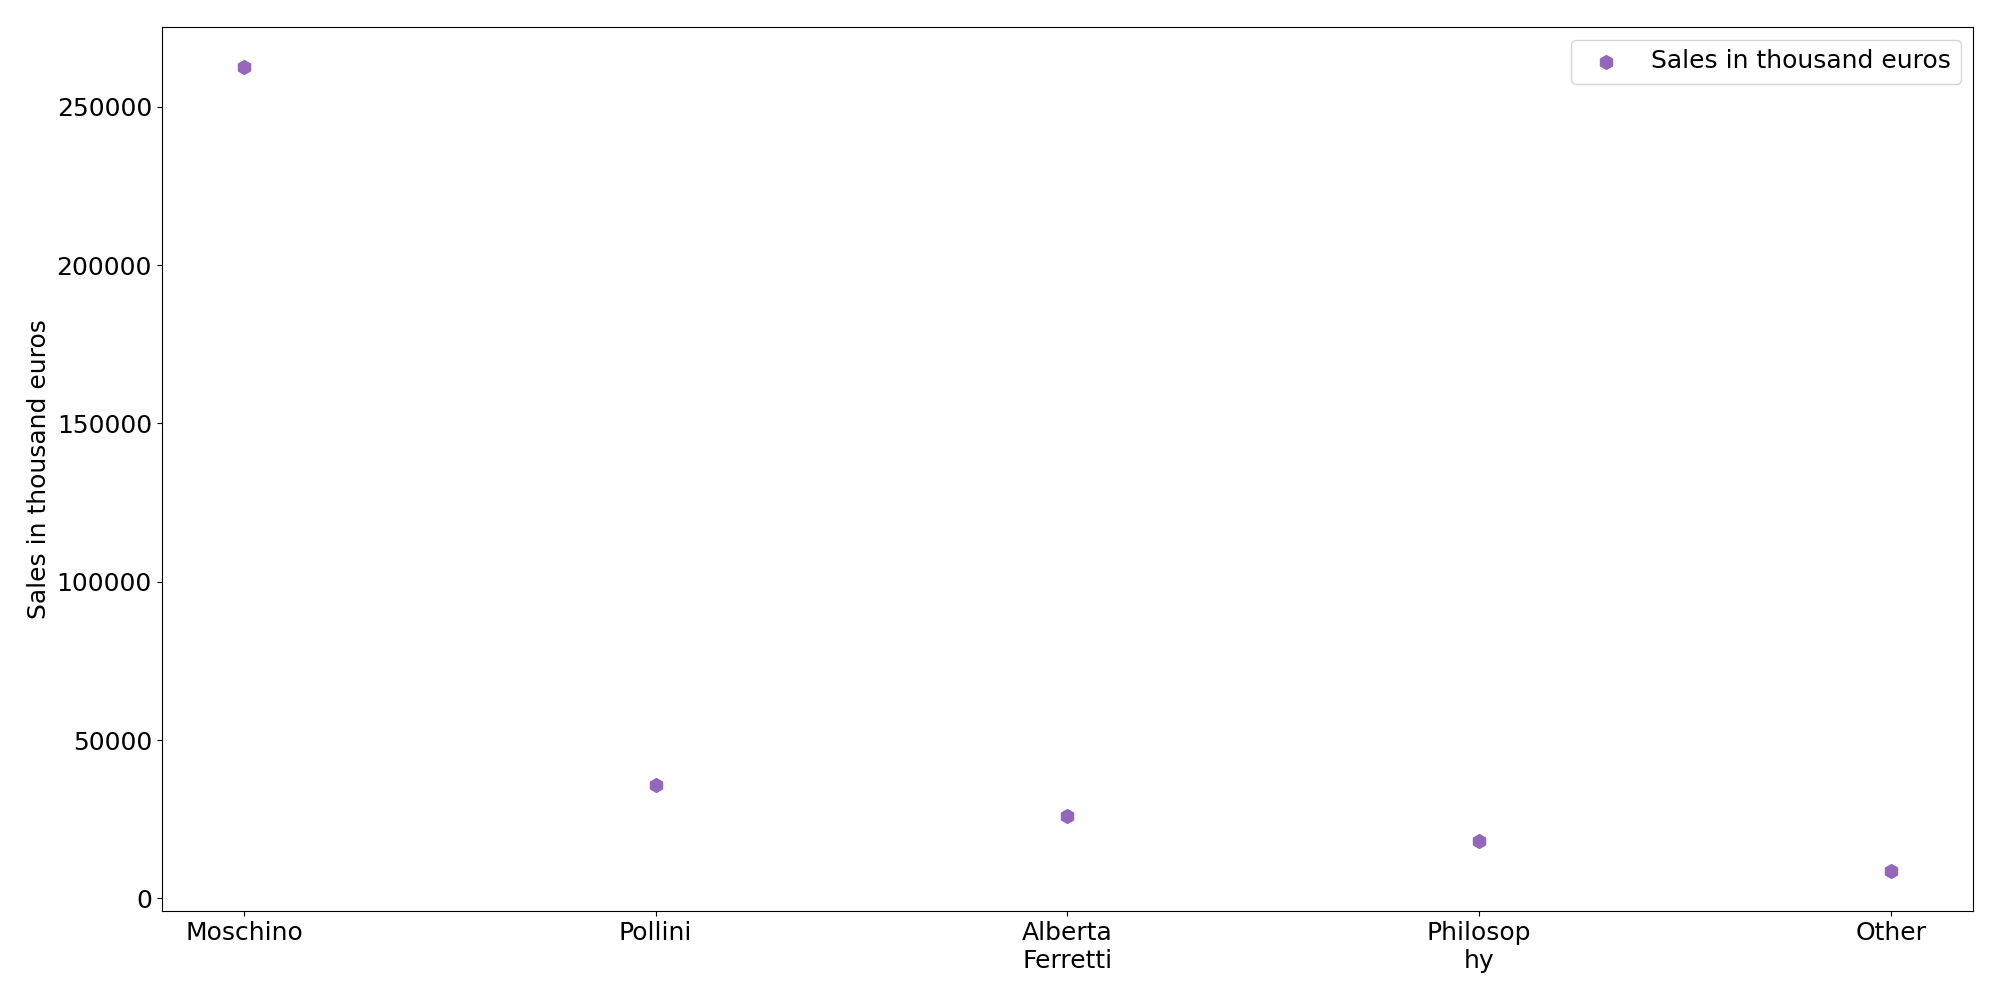 Sales in thousand euros
250000
200000
150000
100000
50000
0
Sales in thousand euros
Moschino
Pollini
Alberta
Ferretti
Philosop
hy
Other